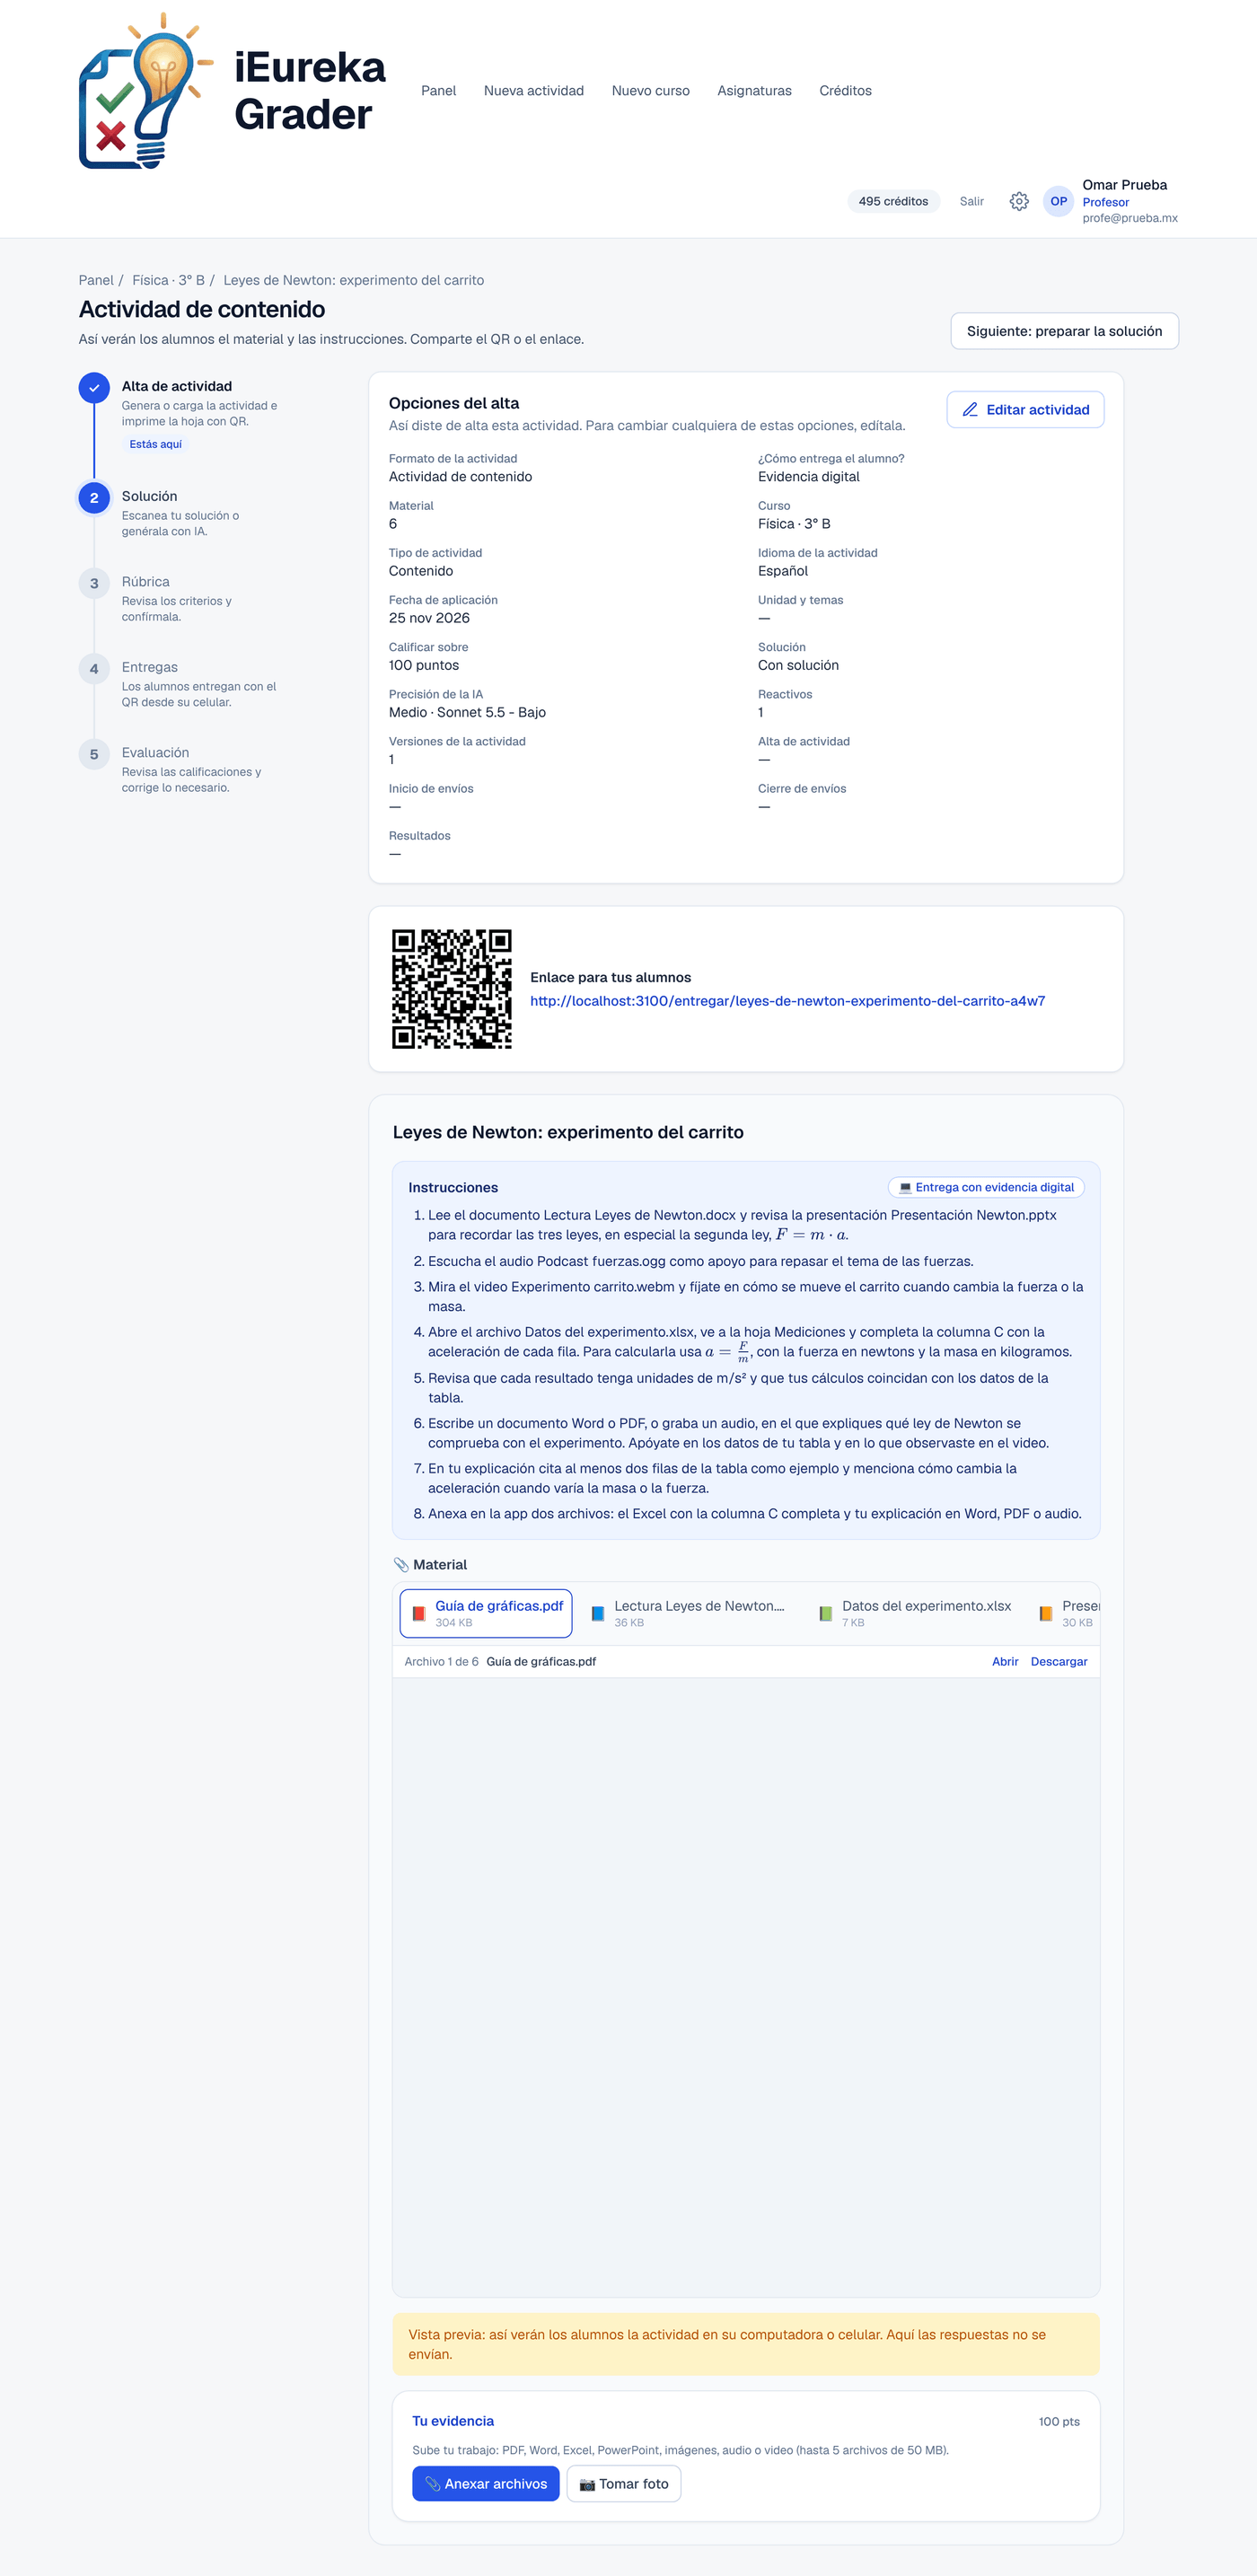 iEureka
Grader
Panel
Nueva actividad
Nuevo curso
Asignaturas
Créditos
495 créditos
Salir
OP
Omar Prueba
Profesor
profe@prueba.mx
Panel / Física · 3° B / Leyes de Newton: experimento del carrito
Actividad de contenido
Así verán los alumnos el material y las instrucciones. Comparte el QR o el enlace.
Siguiente: preparar la solución
Alta de actividad
Genera o carga la actividad e
imprime la hoja con QR.
Estás aquí
2
Solución
Escanea tu solución o
genérala con IA.
3
Rúbrica
Revisa los criterios y
confírmala.
4
Entregas
Los alumnos entregan con el
QR desde su celular.
5
Evaluación
Revisa las calificaciones y
corrige lo necesario.
Opciones del alta
Así diste de alta esta actividad. Para cambiar cualquiera de estas opciones, edítala.
Editar actividad
Formato de la actividad
Actividad de contenido
¿Cómo entrega el alumno?
Evidencia digital
Material
6
Curso
Física · 3° B
Tipo de actividad
Contenido
Idioma de la actividad
Español
Fecha de aplicación
25 nov 2026
Unidad y temas
—
Calificar sobre
100 puntos
Solución
Con solución
Precisión de la IA
Medio · Sonnet 5.5 - Bajo
Reactivos
1
Versiones de la actividad
1
Alta de actividad
—
Inicio de envíos
—
Cierre de envíos
—
Resultados
—
Enlace para tus alumnos
http://localhost:3100/entregar/leyes-de-newton-experimento-del-carrito-a4w7
Leyes de Newton: experimento del carrito
Instrucciones
💻 Entrega con evidencia digital
1. Lee el documento Lectura Leyes de Newton.docx y revisa la presentación Presentación Newton.pptx
para recordar las tres leyes, en especial la segunda ley, F = m · a.
2. Escucha el audio Podcast fuerzas.ogg como apoyo para repasar el tema de las fuerzas.
3. Mira el video Experimento carrito.webm y fíjate en cómo se mueve el carrito cuando cambia la fuerza o la
masa.
4. Abre el archivo Datos del experimento.xlsx, ve a la hoja Mediciones y completa la columna C con la
aceleración de cada fila. Para calcularla usa a = F/m, con la fuerza en newtons y la masa en kilogramos.
5. Revisa que cada resultado tenga unidades de m/s² y que tus cálculos coincidan con los datos de la
tabla.
6. Escribe un documento Word o PDF, o graba un audio, en el que expliques qué ley de Newton se
comprueba con el experimento. Apóyate en los datos de tu tabla y en lo que observaste en el video.
7. En tu explicación cita al menos dos filas de la tabla como ejemplo y menciona cómo cambia la
aceleración cuando varía la masa o la fuerza.
8. Anexa en la app dos archivos: el Excel con la columna C completa y tu explicación en Word, PDF o audio.
📎 Material
Guía de gráficas.pdf
304 KB
Lectura Leyes de Newton....
36 KB
Datos del experimento.xlsx
7 KB
Preser
30 KB
Archivo 1 de 6 Guía de gráficas.pdf
Abrir
Descargar
Vista previa: así verán los alumnos la actividad en su computadora o celular. Aquí las respuestas no se
envían.
Tu evidencia
100 pts
Sube tu trabajo: PDF, Word, Excel, PowerPoint, imágenes, audio o video (hasta 5 archivos de 50 MB).
📎 Anexar archivos
📷 Tomar foto